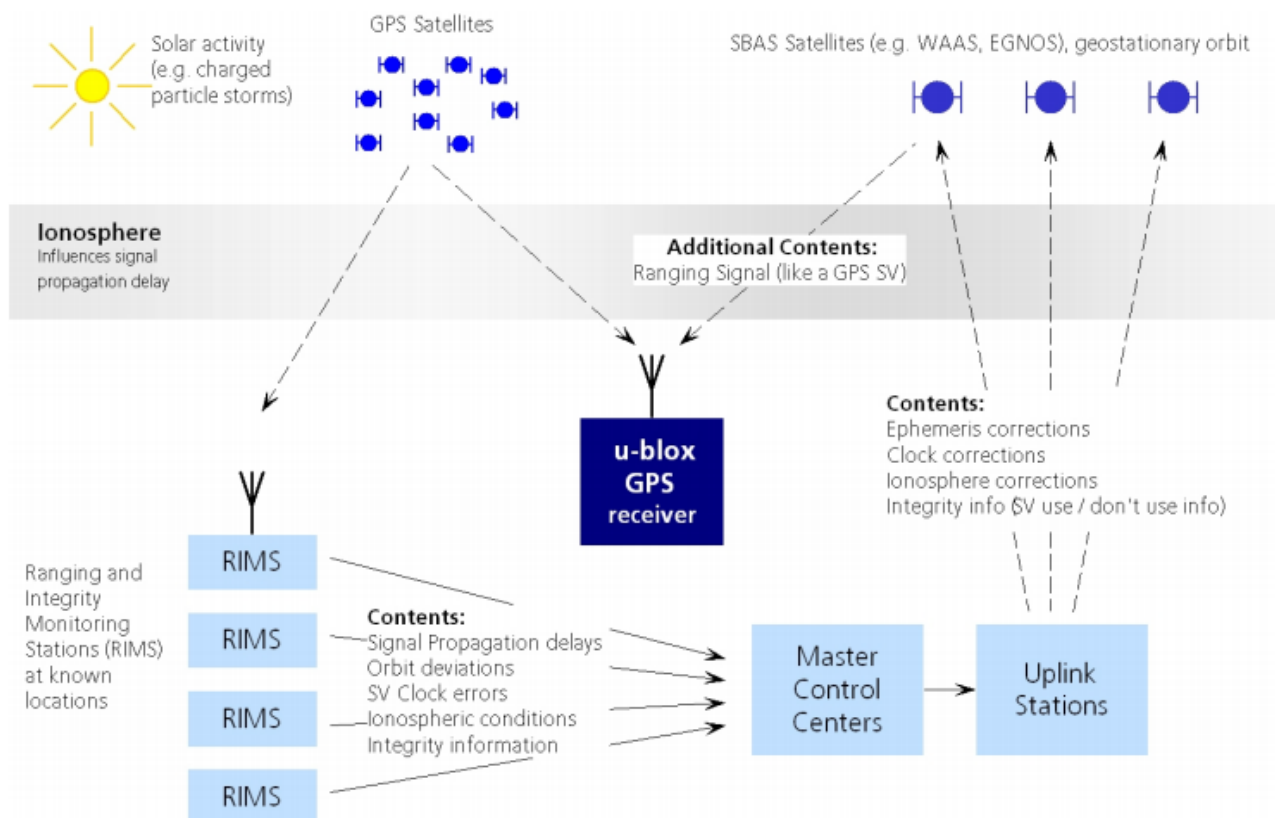 GPS Satellites
Solar activity
(e.g. charged
particle storms)
SBAS Satellites (e.g. WAAS, EGNOS), geostationary orbit
Ionosphere
Influences signal
propagation delay
Additional Contents:
Ranging Signal (like a GPS SV)
u-blox
GPS
receiver
Contents:
Ephemeris corrections
Clock corrections
Ionosphere corrections
Integrity info (SV use / don't use info)
Ranging and
Integrity
Monitoring
Stations (RIMS)
at known
locations
RIMS
RIMS
RIMS
RIMS
Contents:
Signal Propagation delays
Orbit deviations
SV Clock errors
Ionospheric conditions
Integrity information
Master
Control
Centers
Uplink
Stations